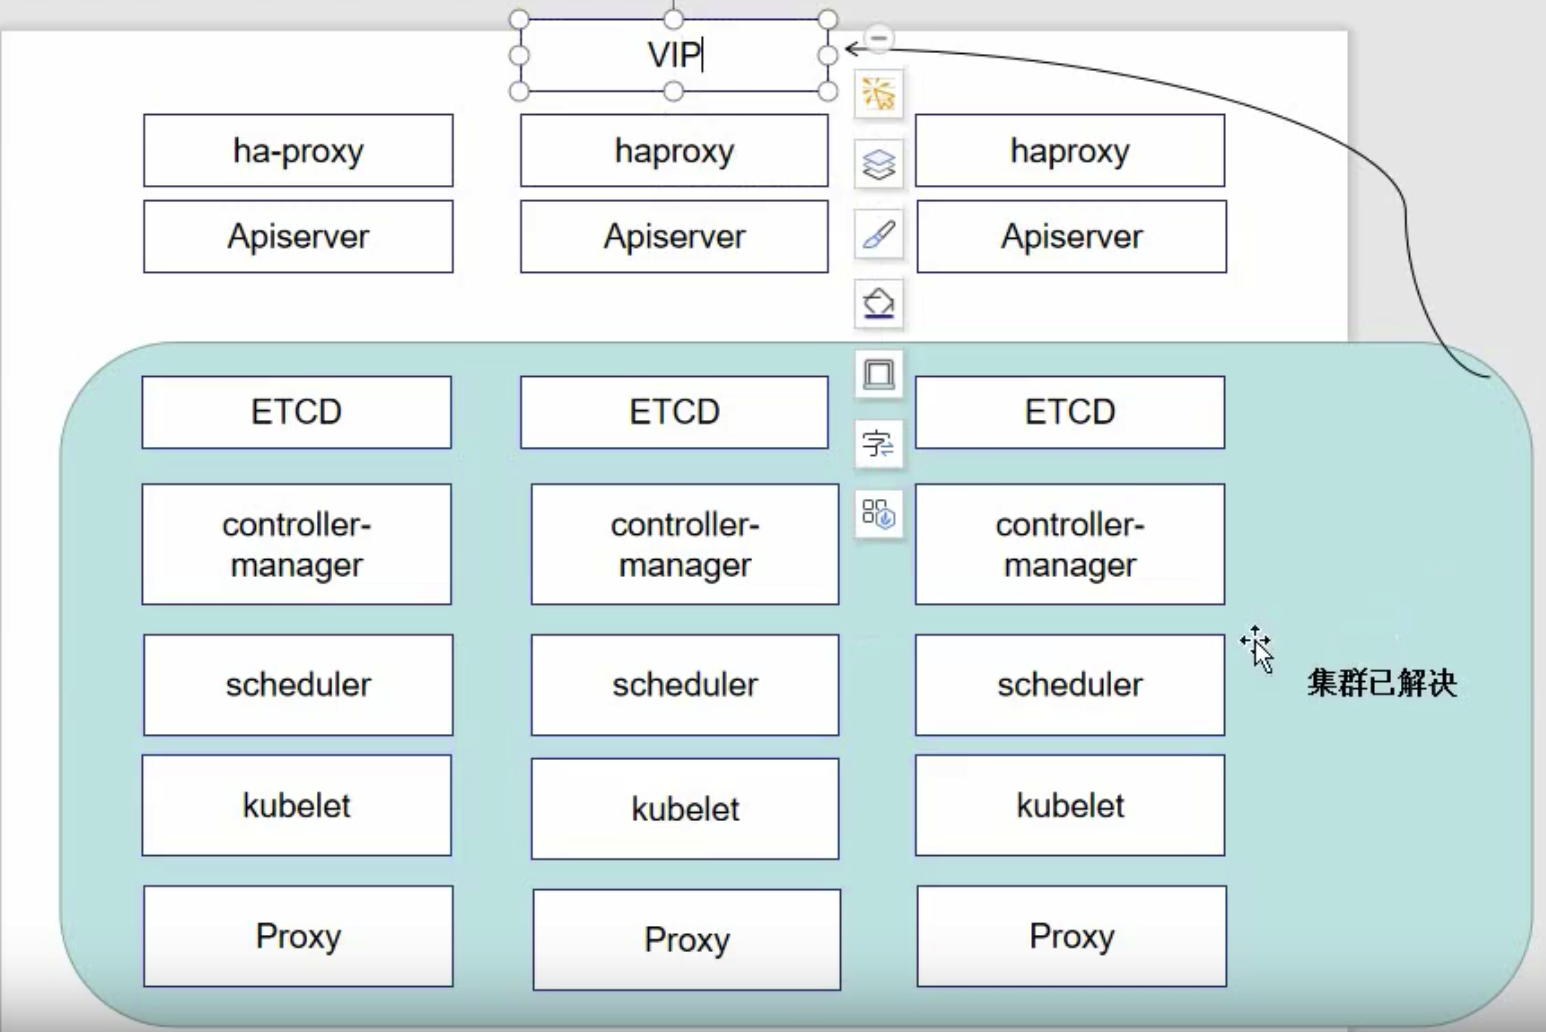 VIP
ha-proxy
haproxy
haproxy
Apiserver
Apiserver
Apiserver
ETCD
ETCD
ETCD
字
controller-
manager
controller-
manager
controller-
manager
scheduler
scheduler
scheduler
集群已解决
kubelet
kubelet
kubelet
Proxy
Proxy
Proxy